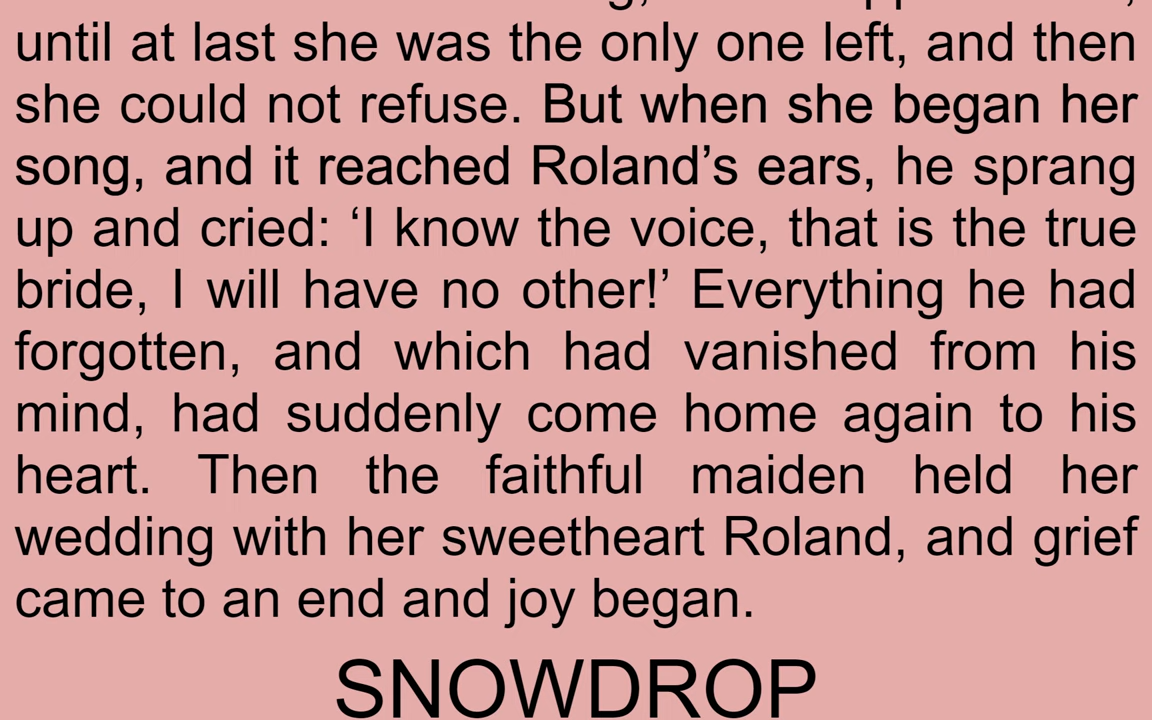 until at last she was the only one left, and then
she could not refuse. But when she began her
song, and it reached Roland’s ears, he sprang
up and cried: ‘I know the voice, that is the true
bride, I will have no other!’ Everything he had
forgotten, and which had vanished from his
mind, had suddenly come home again to his
heart. Then the faithful maiden held her
wedding with her sweetheart Roland, and grief
came to an end and joy began.
SNOWDROP